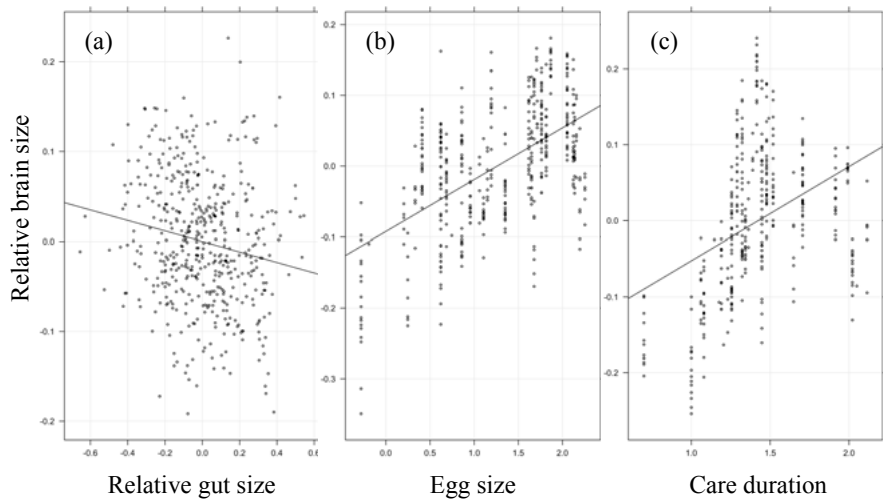 (a)
(b)
(c)
Relative brain size
0.2
0.1
0.0
-0.1
-0.2
0.2
0.1
0.0
-0.1
-0.2
-0.3
0.2
0.1
0.0
-0.1
-0.2
-0.6 -0.4 -0.2 0.0 0.2 0.4 0.6
0.0 0.5 1.0 1.5 2.0
1.0 1.5 2.0
Relative gut size
Egg size
Care duration